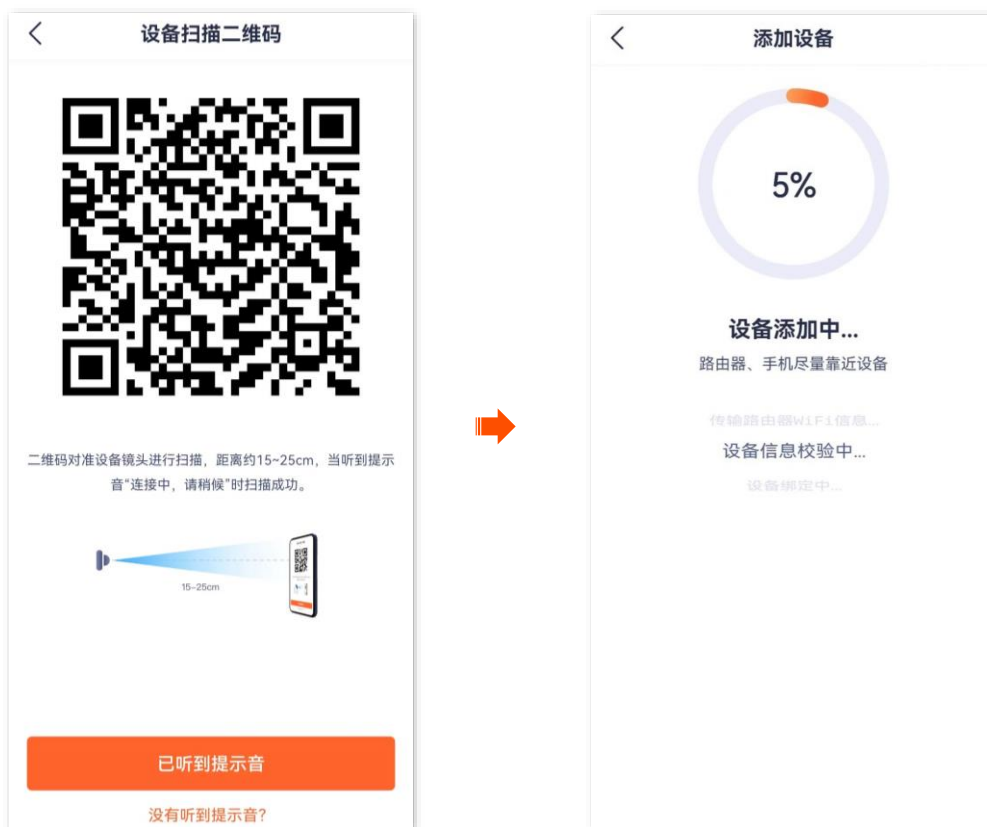 设备扫描二维码
二维码对准设备镜头进行扫描，距离约15~25cm，当听到提示
音“连接中，请稍候”时扫描成功。
15-25cm
已听到提示音
没有听到提示音?
添加设备
5%
设备添加中...
路由器、手机尽量靠近设备
传输路由器WiFi信息...
设备信息校验中...
设备绑定中...